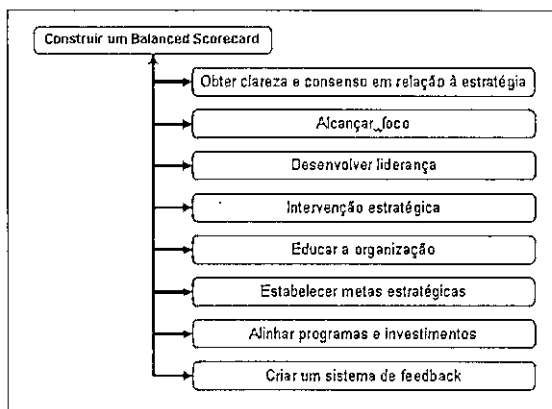 Construir um Balanced Scorecard
Obter clareza e consenso em relação à estratégia
Alcançar foco
Desenvolver liderança
Intervenção estratégica
Educar a organização
Estabelecer metas estratégicas
Alinhar programas e investimentos
Criar um sistema de feedback